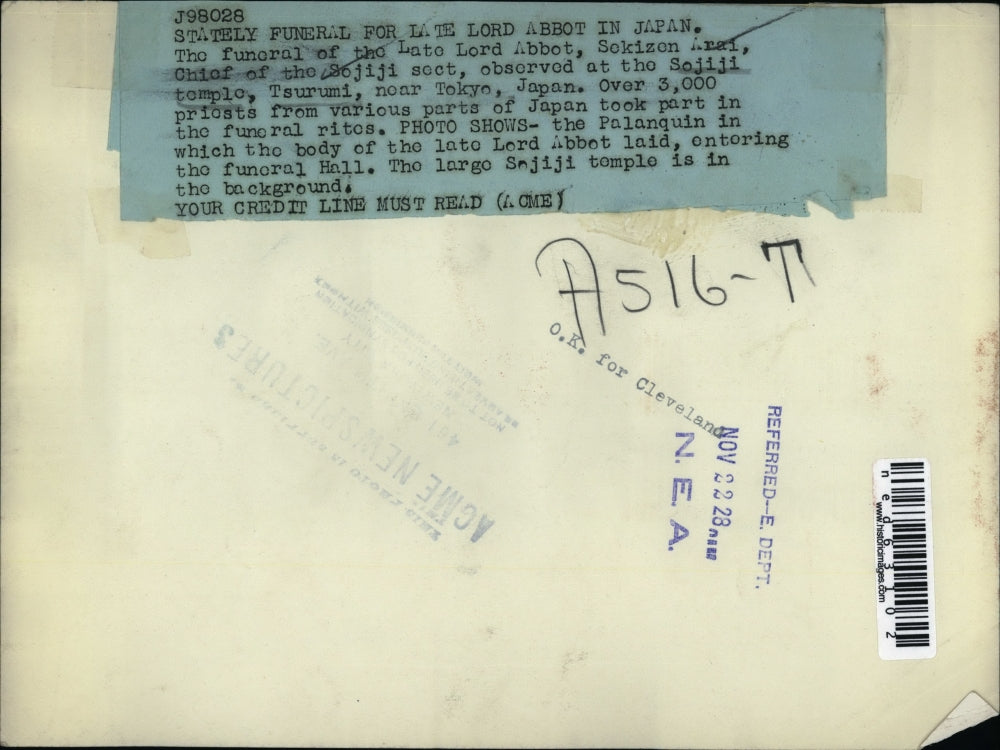 J98028
STATELY FUNERAL FOR LATE LORD ABBOT IN JAPAN.
The funeral of the Late Lord Abbot, Sekizen Arai,
Chief of the Sojiji sect, observed at the Sojiji
temple, Tsurumi, near Tokyo, Japan. Over 3,000
priests from various parts of Japan took part in
the funeral rites. PHOTO SHOWS- the Palanquin in
which the body of the late Lord Abbot laid, entering
the funeral Hall. The large Sojiji temple is in
the background.
YOUR CREDIT LINE MUST READ (ACME)
A516-T
O.K. for Cleveland
REFERRED--E. DEPT.
NOV 22 28
N. E. A.
ACME NEWSPICTURES
ned63102
www.historicimages.com